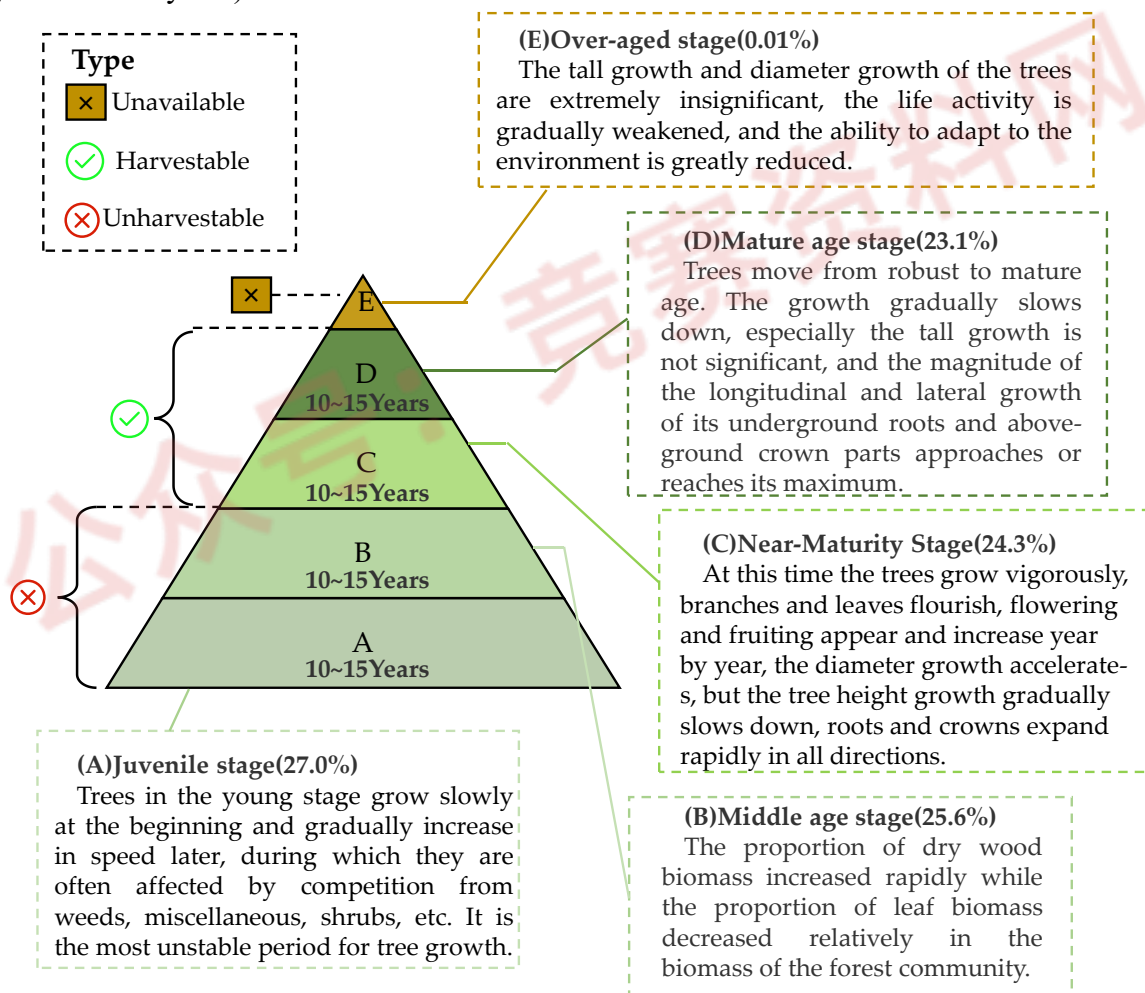 Type
Unavailable
Harvestable
Unharvestable
(E)Over-aged stage(0.01%)
The tall growth and diameter growth of the trees
are extremely insignificant, the life activity is
gradually weakened, and the ability to adapt to the
environment is greatly reduced.
(D)Mature age stage(23.1%)
Trees move from robust to mature
age. The growth gradually slows
down, especially the tall growth is
not significant, and the magnitude of
the longitudinal and lateral growth
of its underground roots and above-
ground crown parts approaches or
reaches its maximum.
E
D
10~15Years
C
10~15Years
B
10~15Years
A
10~15Years
(C)Near-Maturity Stage(24.3%)
At this time the trees grow vigorously,
branches and leaves flourish, flowering
and fruiting appear and increase year
by year, the diameter growth accelerate-
s, but the tree height growth gradually
slows down, roots and crowns expand
rapidly in all directions.
(A)Juvenile stage(27.0%)
Trees in the young stage grow slowly
at the beginning and gradually increase
in speed later, during which they are
often affected by competition from
weeds, miscellaneous, shrubs, etc. It is
the most unstable period for tree growth.
(B)Middle age stage(25.6%)
The proportion of dry wood
biomass increased rapidly while
the proportion of leaf biomass
decreased relatively in the
biomass of the forest community.
公众号：竞赛资料网